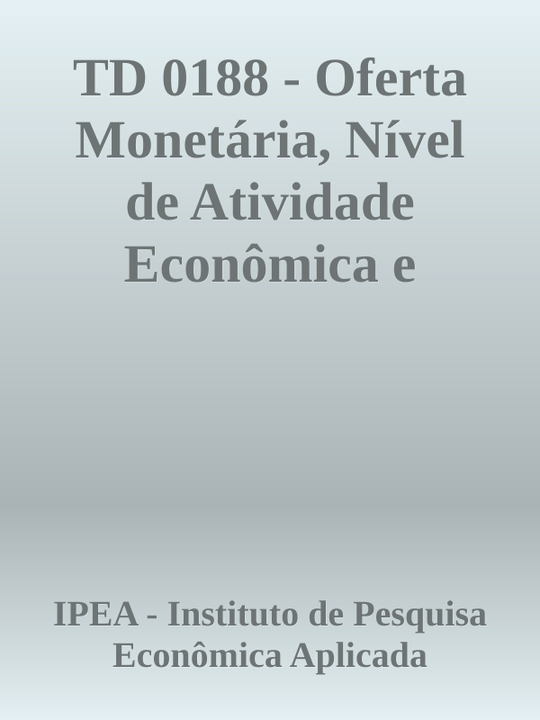 TD 0188 - Oferta
Monetária, Nível
de Atividade
Econômica e
IPEA - Instituto de Pesquisa
Econômica Aplicada